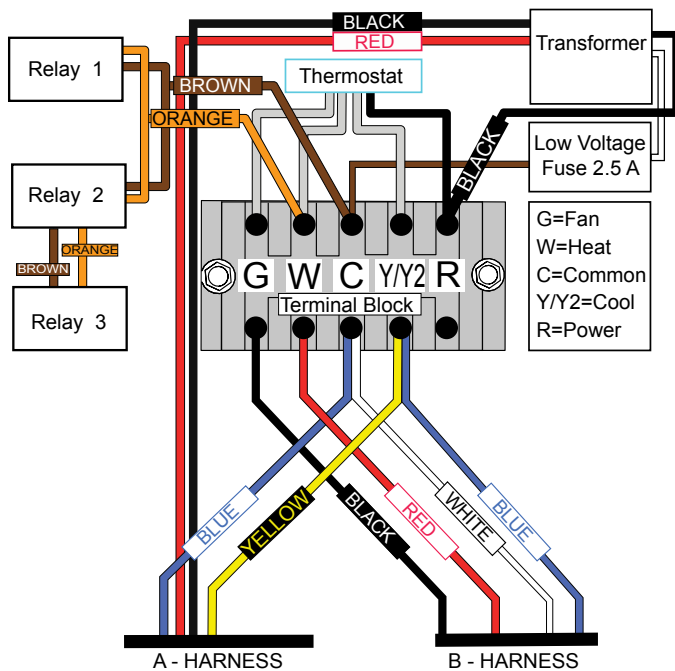 BLACK
RED
Transformer
Relay 1
Thermostat
BROWN
ORANGE
BLACK
Low Voltage
Fuse 2.5 A
Relay 2
G=Fan
W=Heat
C=Common
Y/Y2=Cool
R=Power
G W C Y/Y2 R
Terminal Block
ORANGE
BROWN
Relay 3
BLUE
YELLOW
BLACK
RED
WHITE
BLUE
A - HARNESS
B - HARNESS